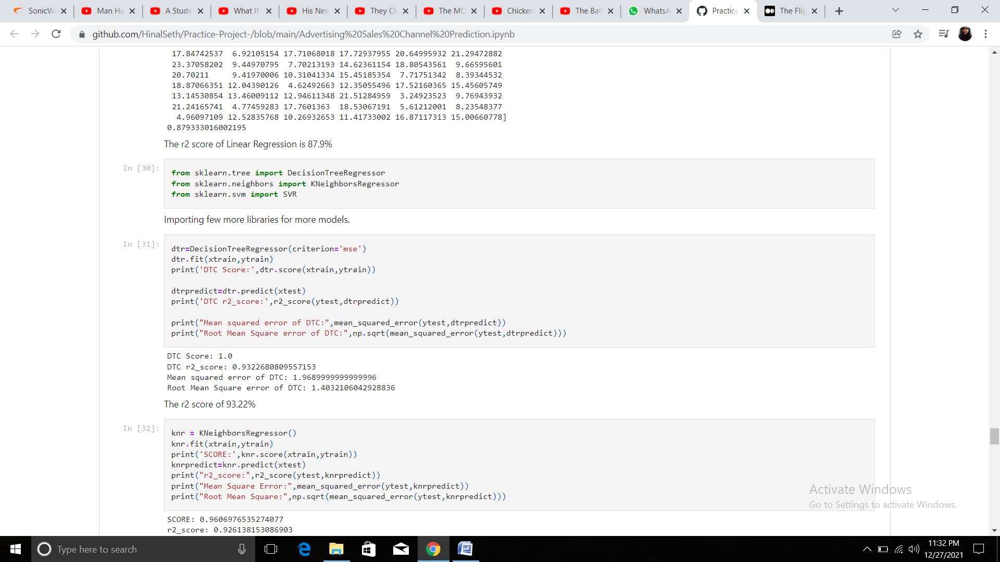 SonicW
Man Ha
A Stude
What If
His New
They Ch
The MC
Chicken
The Bat
WhatsA
Practice
The Flig
github.com/HinalSeth/Practice-Project-/blob/main/Advertising%20Sales%20Channel%20Prediction.ipynb
17.84742537 6.92105154 17.71068018 17.72937955 20.64995932 21.29472882
23.37058202 9.44970795 7.70213193 14.62361154 18.80543561 9.66595601
20.70211 9.41970006 10.31041334 15.45185354 7.71751342 8.39344532
18.87066351 12.04390126 4.62492663 12.35055496 17.52160365 15.45605749
13.14530854 13.46009112 12.94611348 21.51284959 3.24923523 9.76943932
21.24165741 4.77459283 17.7601363 18.53067191 5.61212001 8.23548377
4.96097109 12.52835768 10.26932653 11.41733002 16.87117313 15.00660778]
0.879333016002195
The r2 score of Linear Regression is 87.9%
In [30]:
from sklearn.tree import DecisionTreeRegressor
from sklearn.neighbors import KNeighborsRegressor
from sklearn.svm import SVR
Importing few more libraries for more models.
In [31]:
dtr=DecisionTreeRegressor(criterion='mse')
dtr.fit(xtrain,ytrain)
print('DTC Score:',dtr.score(xtrain,ytrain))
dtrpredict=dtr.predict(xtest)
print('DTC r2_score:',r2_score(ytest,dtrpredict))
print("Mean squared error of DTC:",mean_squared_error(ytest,dtrpredict))
print("Root Mean Square error of DTC:",np.sqrt(mean_squared_error(ytest,dtrpredict)))
DTC Score: 1.0
DTC r2_score: 0.9322680809557153
Mean squared error of DTC: 1.9689999999999996
Root Mean Square error of DTC: 1.4032106042928836
The r2 score of 93.22%
In [32]:
knr = KNeighborsRegressor()
knr.fit(xtrain,ytrain)
print('SCORE:',knr.score(xtrain,ytrain))
knrpredict=knr.predict(xtest)
print("r2_score:",r2_score(ytest,knrpredict))
print("Mean Square Error:",mean_squared_error(ytest,knrpredict))
print("Root Mean Square:",np.sqrt(mean_squared_error(ytest,knrpredict)))
SCORE: 0.9606976535274077
r2_score: 0.926138153086903
Activate Windows
Go to Settings to activate Windows.
Type here to search
11:32 PM
12/27/2021